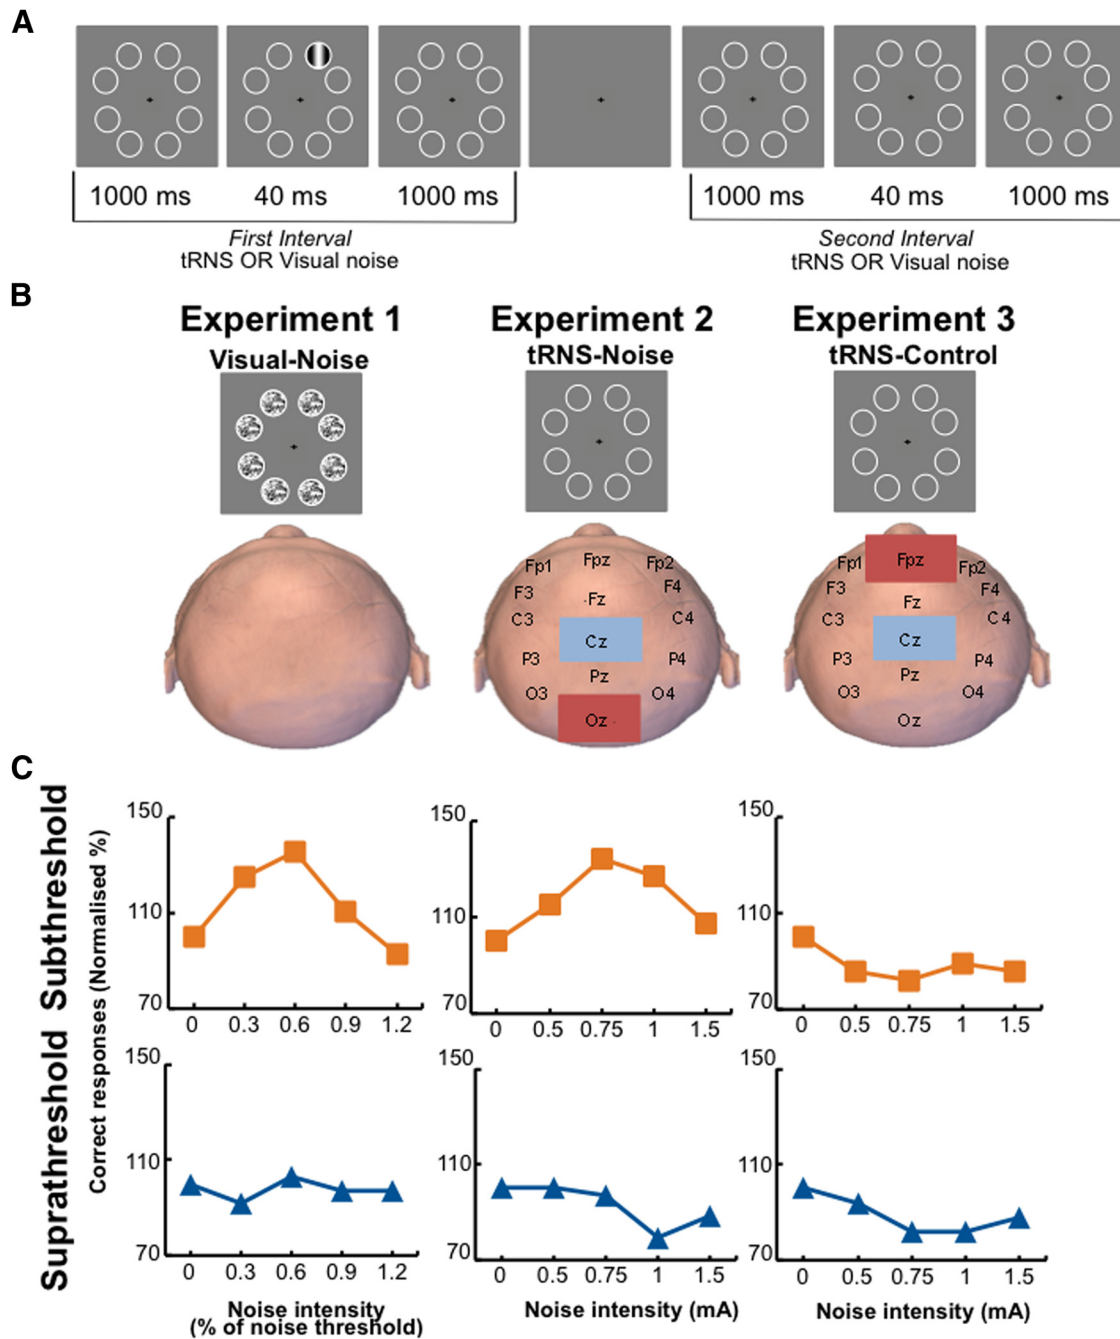 A
1000 ms 40 ms 1000 ms 1000 ms 40 ms 1000 ms
First Interval
tRNS OR Visual noise
Second Interval
tRNS OR Visual noise
B
Experiment 1
Visual-Noise
Experiment 2
tRNS-Noise
Experiment 3
tRNS-Control
Fp1 Fpz Fp2
F3 F4
Fz
C3 C4
Cz
P3 P4
Pz
O3 O4
Oz
Fp1 Fpz Fp2
F3 F4
Fz
C3 C4
Cz
P3 P4
Pz
O3 O4
Oz
C
Subthreshold
Suprathreshold
Correct responses (Normalised %)
150
110
70
0 0.3 0.6 0.9 1.2
150
110
70
0 0.5 0.75 1 1.5
150
110
70
0 0.5 0.75 1 1.5
150
110
70
0 0.3 0.6 0.9 1.2
Noise intensity
(% of noise threshold)
150
110
70
0 0.5 0.75 1 1.5
Noise intensity (mA)
150
110
70
0 0.5 0.75 1 1.5
Noise intensity (mA)